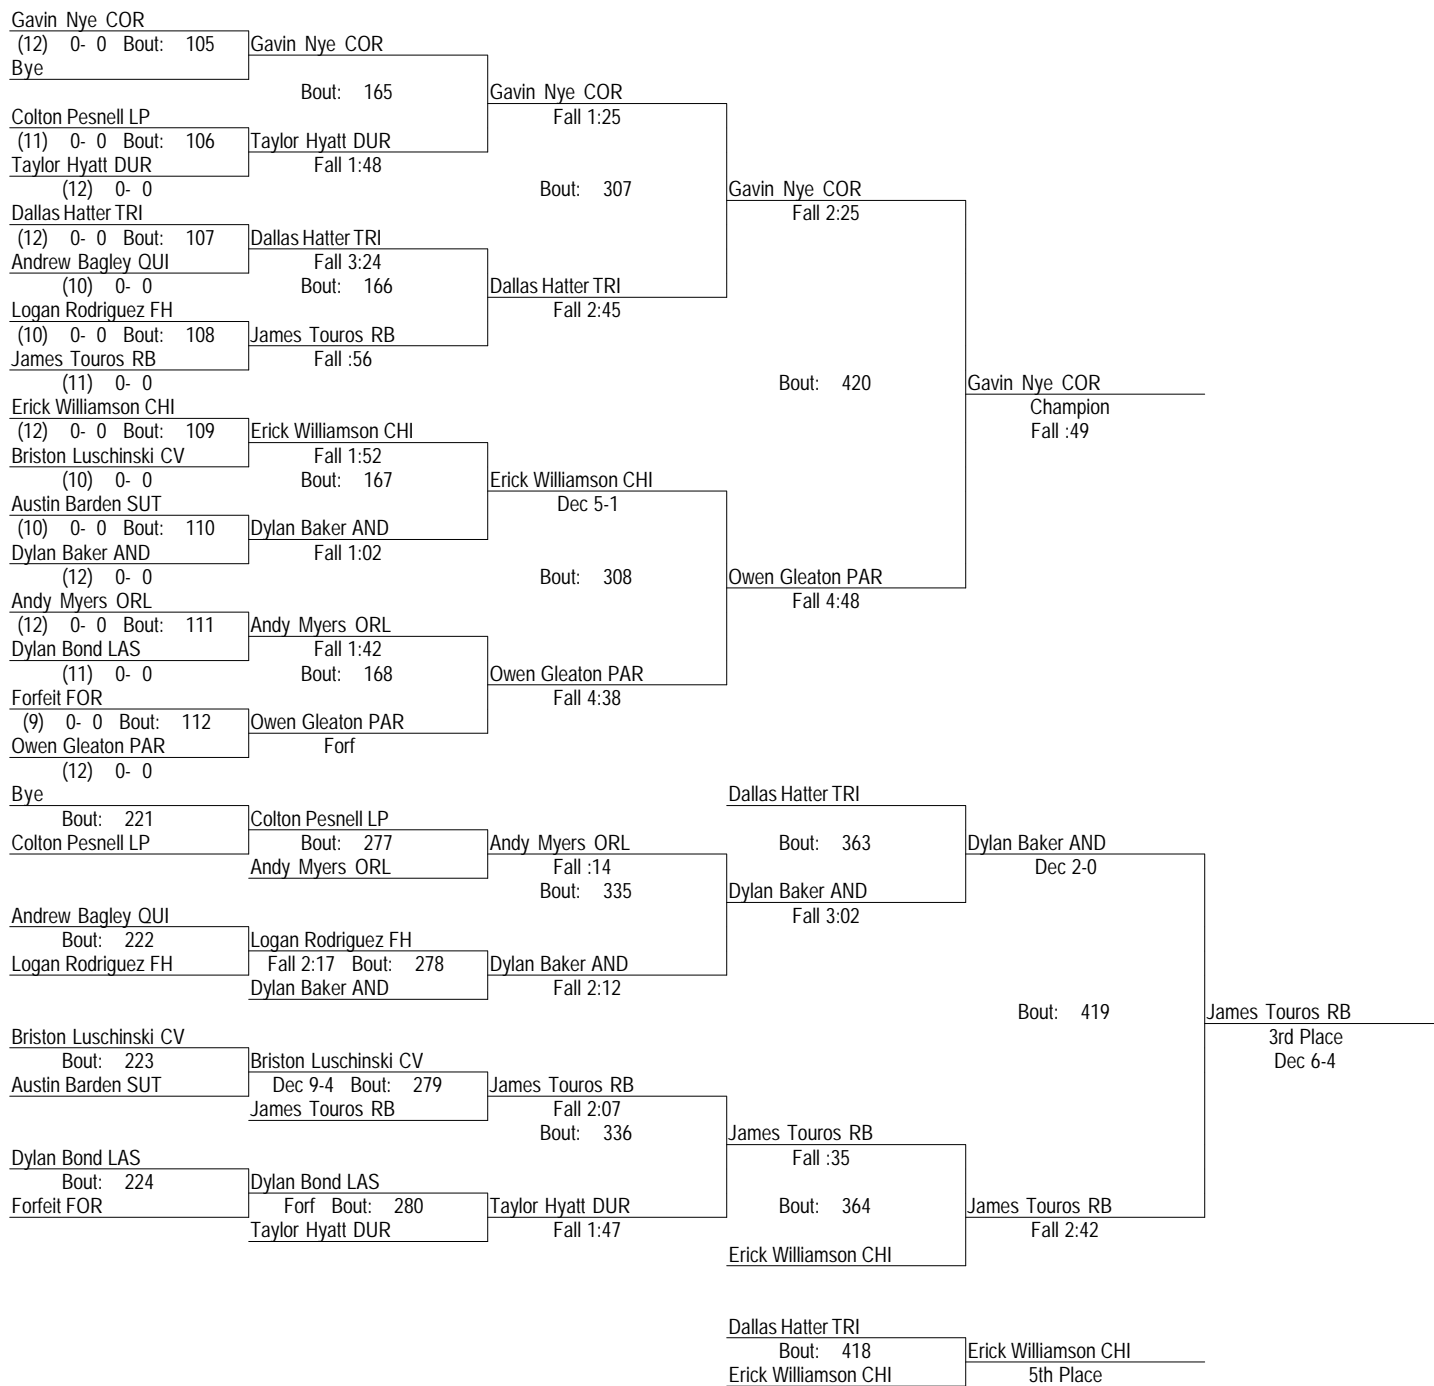 Gavin Nye COR
(12) 0- 0 Bout: 105 Gavin Nye COR
Bye
Bout: 165 Gavin Nye COR
Colton Pesnell LP Fall 1:25
(11) 0- 0 Bout: 106 Taylor Hyatt DUR
Taylor Hyatt DUR Fall 1:48
(12) 0- 0 Bout: 307 Gavin Nye COR
Dallas Hatter TRI Fall 2:25
(12) 0- 0 Bout: 107 Dallas Hatter TRI
Andrew Bagley QUI Fall 3:24
(10) 0- 0 Bout: 166 Dallas Hatter TRI
Logan Rodriguez FH Fall 2:45
(10) 0- 0 Bout: 108 James Touros RB
James Touros RB Fall :56
(11) 0- 0 Bout: 420 Gavin Nye COR
Erick Williamson CHI Champion
(12) 0- 0 Bout: 109 Erick Williamson CHI Fall :49
Briston Luschinski CV Fall 1:52
(10) 0- 0 Bout: 167 Erick Williamson CHI
Austin Barden SUT Dec 5-1
(10) 0- 0 Bout: 110 Dylan Baker AND
Dylan Baker AND Fall 1:02
(12) 0- 0 Bout: 308 Owen Gleaton PAR
Andy Myers ORL Fall 4:48
(12) 0- 0 Bout: 111 Andy Myers ORL
Dylan Bond LAS Fall 1:42
(11) 0- 0 Bout: 168 Owen Gleaton PAR
Forfeit FOR Fall 4:38
(9) 0- 0 Bout: 112 Owen Gleaton PAR
Owen Gleaton PAR Forf
(12) 0- 0
Bye Dallas Hatter TRI
Bout: 221 Colton Pesnell LP
Colton Pesnell LP Bout: 277 Andy Myers ORL Bout: 363 Dylan Baker AND
Andy Myers ORL Fall :14 Dec 2-0
Bout: 335 Dylan Baker AND
Andrew Bagley QUI Fall 3:02
Bout: 222 Logan Rodriguez FH
Logan Rodriguez FH Fall 2:17 Bout: 278 Dylan Baker AND
Dylan Baker AND Fall 2:12
Bout: 419 James Touros RB
Briston Luschinski CV 3rd Place
Bout: 223 Briston Luschinski CV Dec 6-4
Austin Barden SUT Dec 9-4 Bout: 279 James Touros RB
James Touros RB Fall 2:07
Bout: 336 James Touros RB
Dylan Bond LAS Fall :35
Bout: 224 Dylan Bond LAS
Forfeit FOR Forf Bout: 280 Taylor Hyatt DUR Bout: 364 James Touros RB
Taylor Hyatt DUR Fall 1:47 Fall 2:42
Erick Williamson CHI
Dallas Hatter TRI
Bout: 418 Erick Williamson CHI
Erick Williamson CHI 5th Place